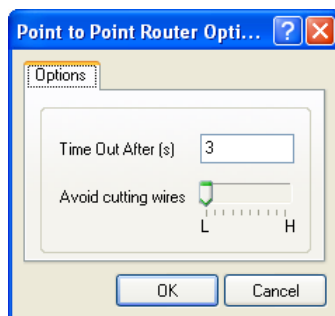 Point to Point Router Opti...
Options
Time Out After (s) 3
Avoid cutting wires
L H
OK Cancel